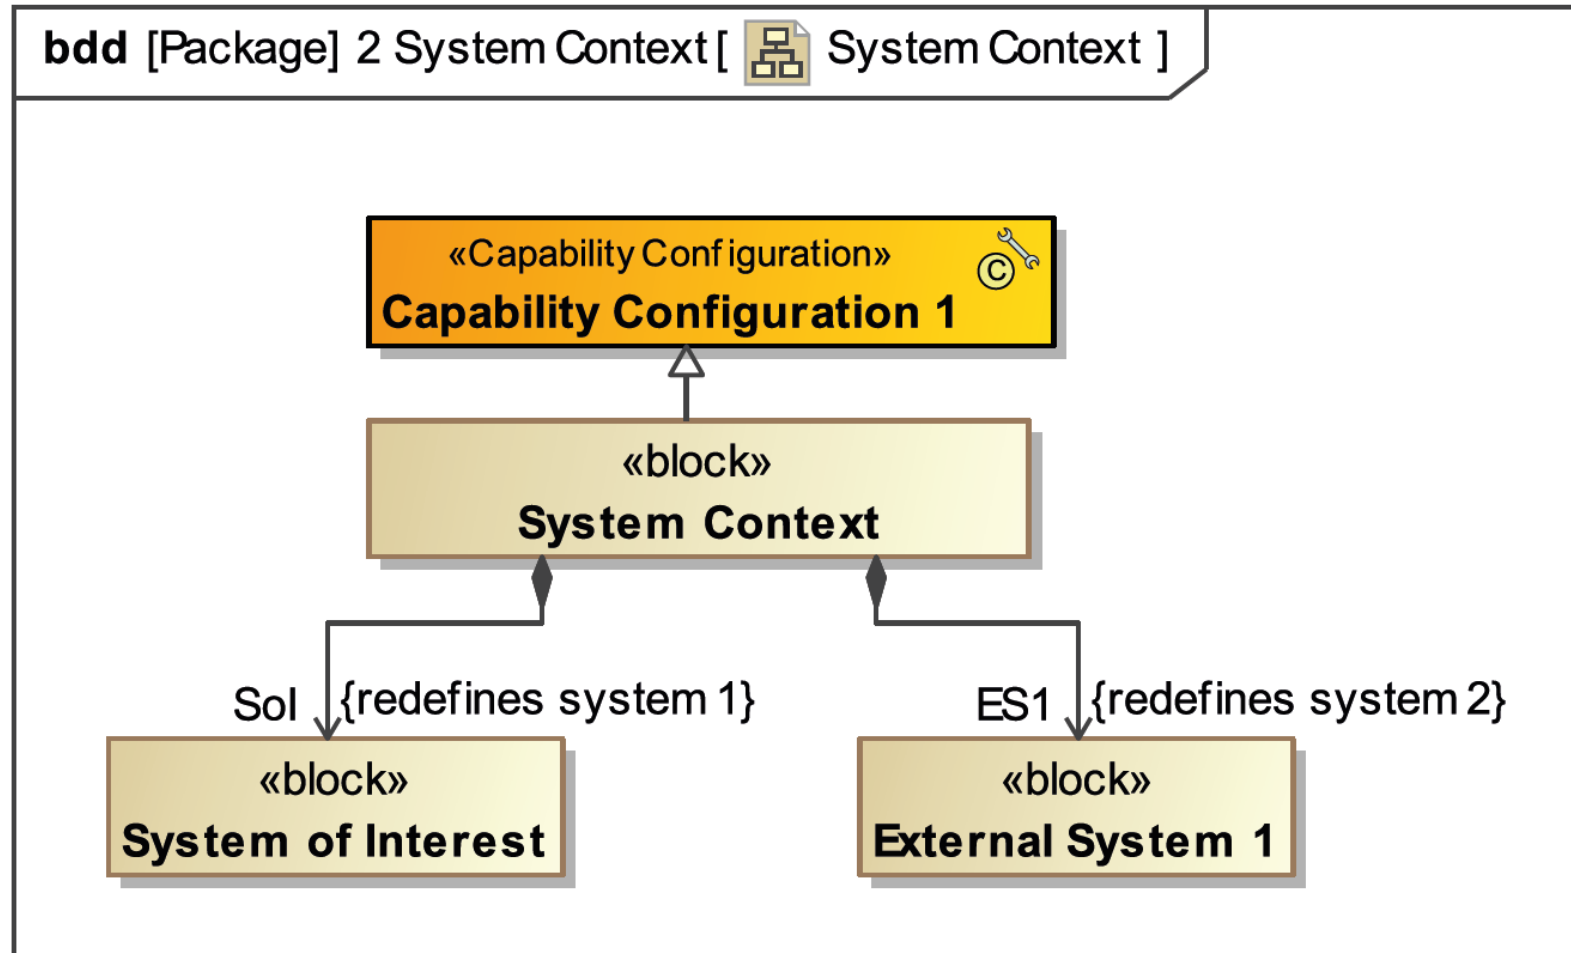 bdd [Package] 2 System Context [ System Context ]
«Capability Configuration»
C
Capability Configuration 1
«block»
System Context
SoI {redefines system 1}
ES1 {redefines system 2}
«block»
System of Interest
«block»
External System 1